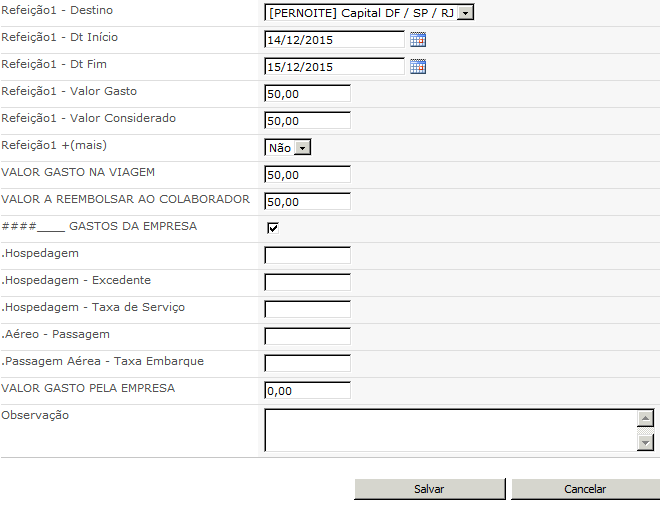 Refeição1 - Destino [PERNOITE] Capital DF / SP / RJ
Refeição1 - Dt Início 14/12/2015
Refeição1 - Dt Fim 15/12/2015
Refeição1 - Valor Gasto 50,00
Refeição1 - Valor Considerado 50,00
Refeição1 +(mais) Não
VALOR GASTO NA VIAGEM 50,00
VALOR A REEMBOLSAR AO COLABORADOR 50,00
####____ GASTOS DA EMPRESA
.Hospedagem
.Hospedagem - Excedente
.Hospedagem - Taxa de Serviço
.Aéreo - Passagem
.Passagem Aérea - Taxa Embarque
VALOR GASTO PELA EMPRESA 0,00
Observação
Salvar Cancelar